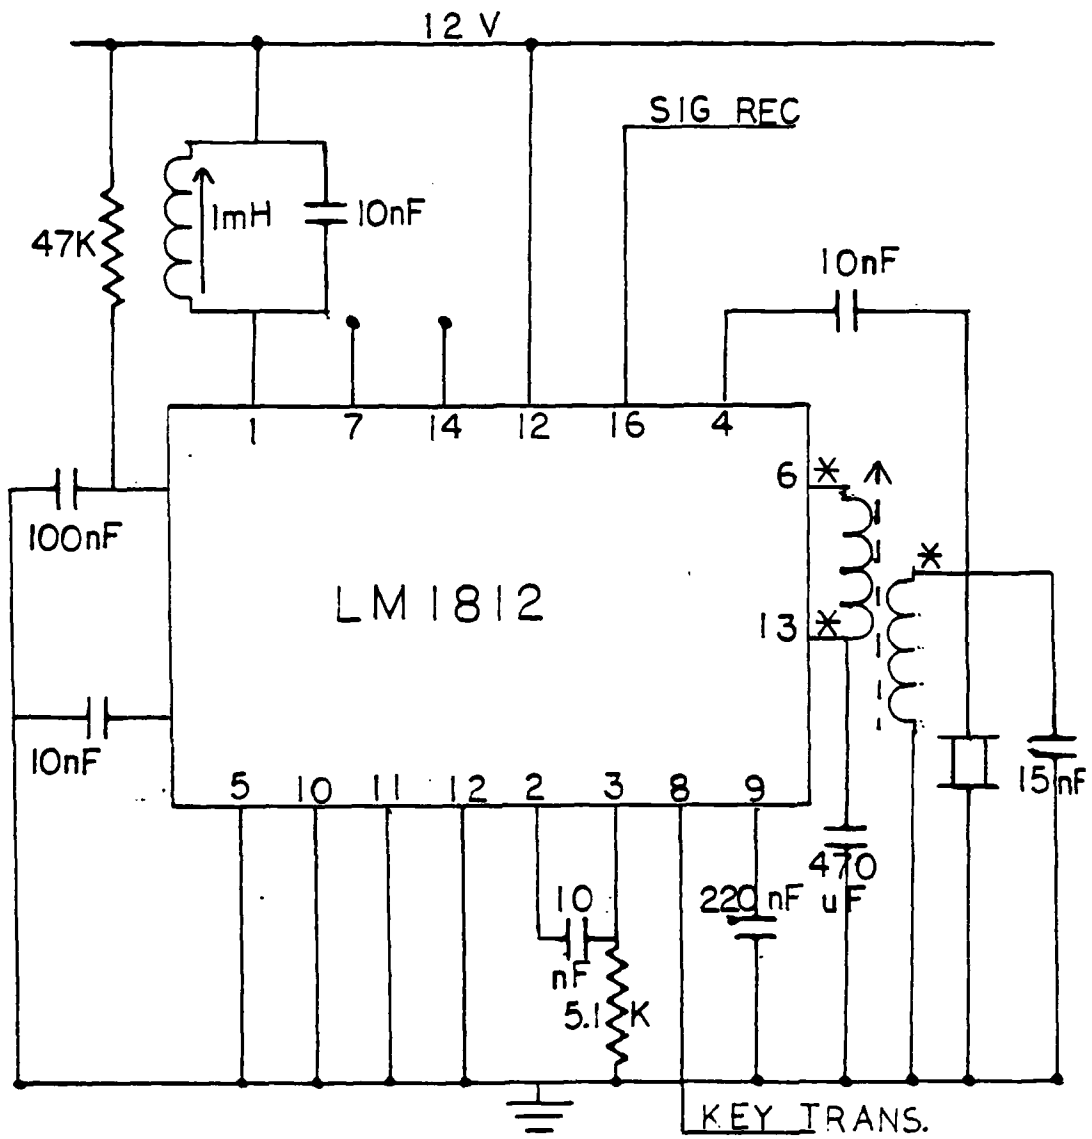 12 V
SIG REC
47K
1mH
10nF
10nF
1
7
14
12
16
4
6 *
100nF
*
LM1812
13 *
10nF
15nF
5
10
11
12
2
3
8
9
470
uF
10
nF
220nF
5.1K
KEY TRANS.